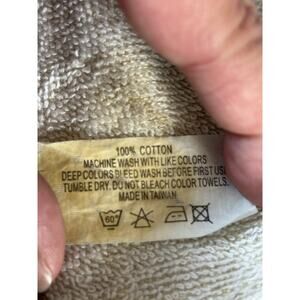 100% COTTON
MACHINE WASH WITH LIKE COLORS
DEEP COLORS BLEED WASH BEFORE FIRST USE.
TUMBLE DRY. DO NOT BLEACH COLOR TOWELS.
MADE IN TAIWAN
60°